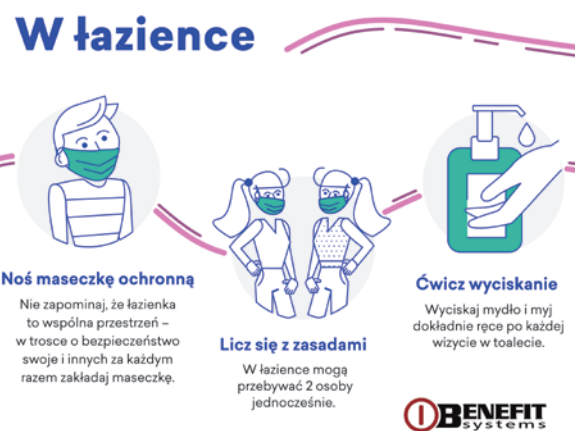 W łazience
Noś maseczkę ochronną
Nie zapominaj, że łazienka
to wspólna przestrzeń –
w trosce o bezpieczeństwo
swoje i innych za każdym
razem zakładaj maseczkę.
Licz się z zasadami
W łazience mogą
przebywać 2 osoby
jednocześnie.
Ćwicz wyciskanie
Wyciskaj mydło i myj
dokładnie ręce po każdej
wizycie w toalecie.
BENEFIT
systems